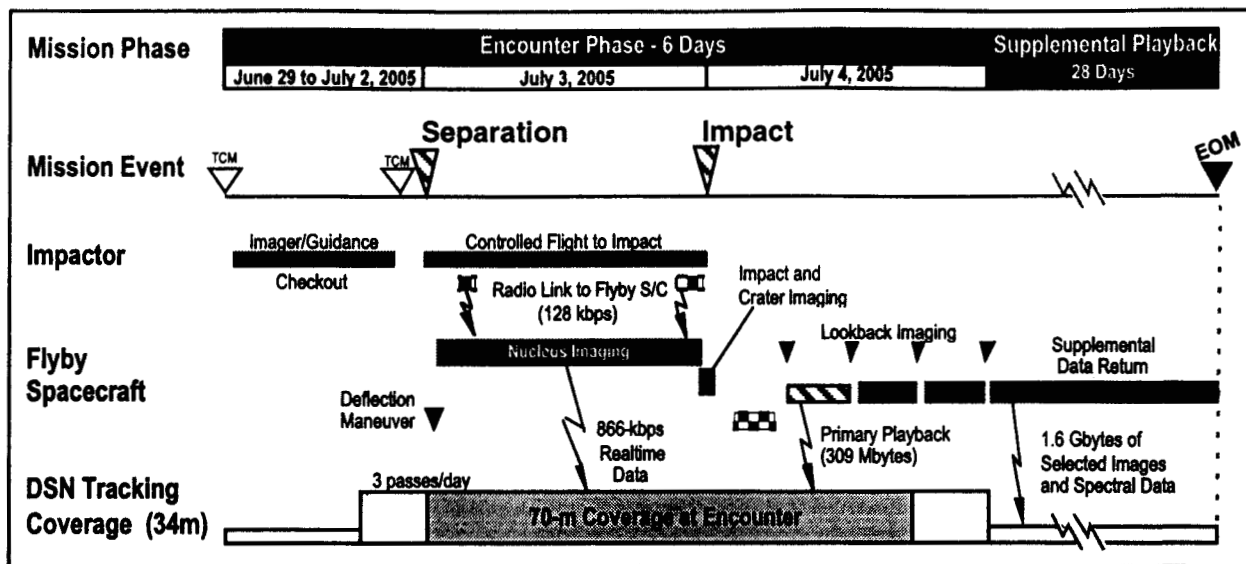 Mission Phase
Encounter Phase - 6 Days
Supplemental Playback
28 Days
June 29 to July 2, 2005
July 3, 2005
July 4, 2005
Separation
Impact
Mission Event
TCM
TCM
EOM
Impactor
Imager/Guidance
Checkout
Controlled Flight to Impact
Radio Link to Flyby S/C
(128 kbps)
Impact and
Crater Imaging
Flyby
Spacecraft
Nucleus Imaging
Lookback Imaging
Supplemental
Data Return
Deflection
Maneuver
866-kbps
Realtime
Data
Primary Playback
(309 Mbytes)
1.6 Gbytes of
Selected Images
and Spectral Data
DSN Tracking
Coverage (34m)
3 passes/day
70-m Coverage at Encounter